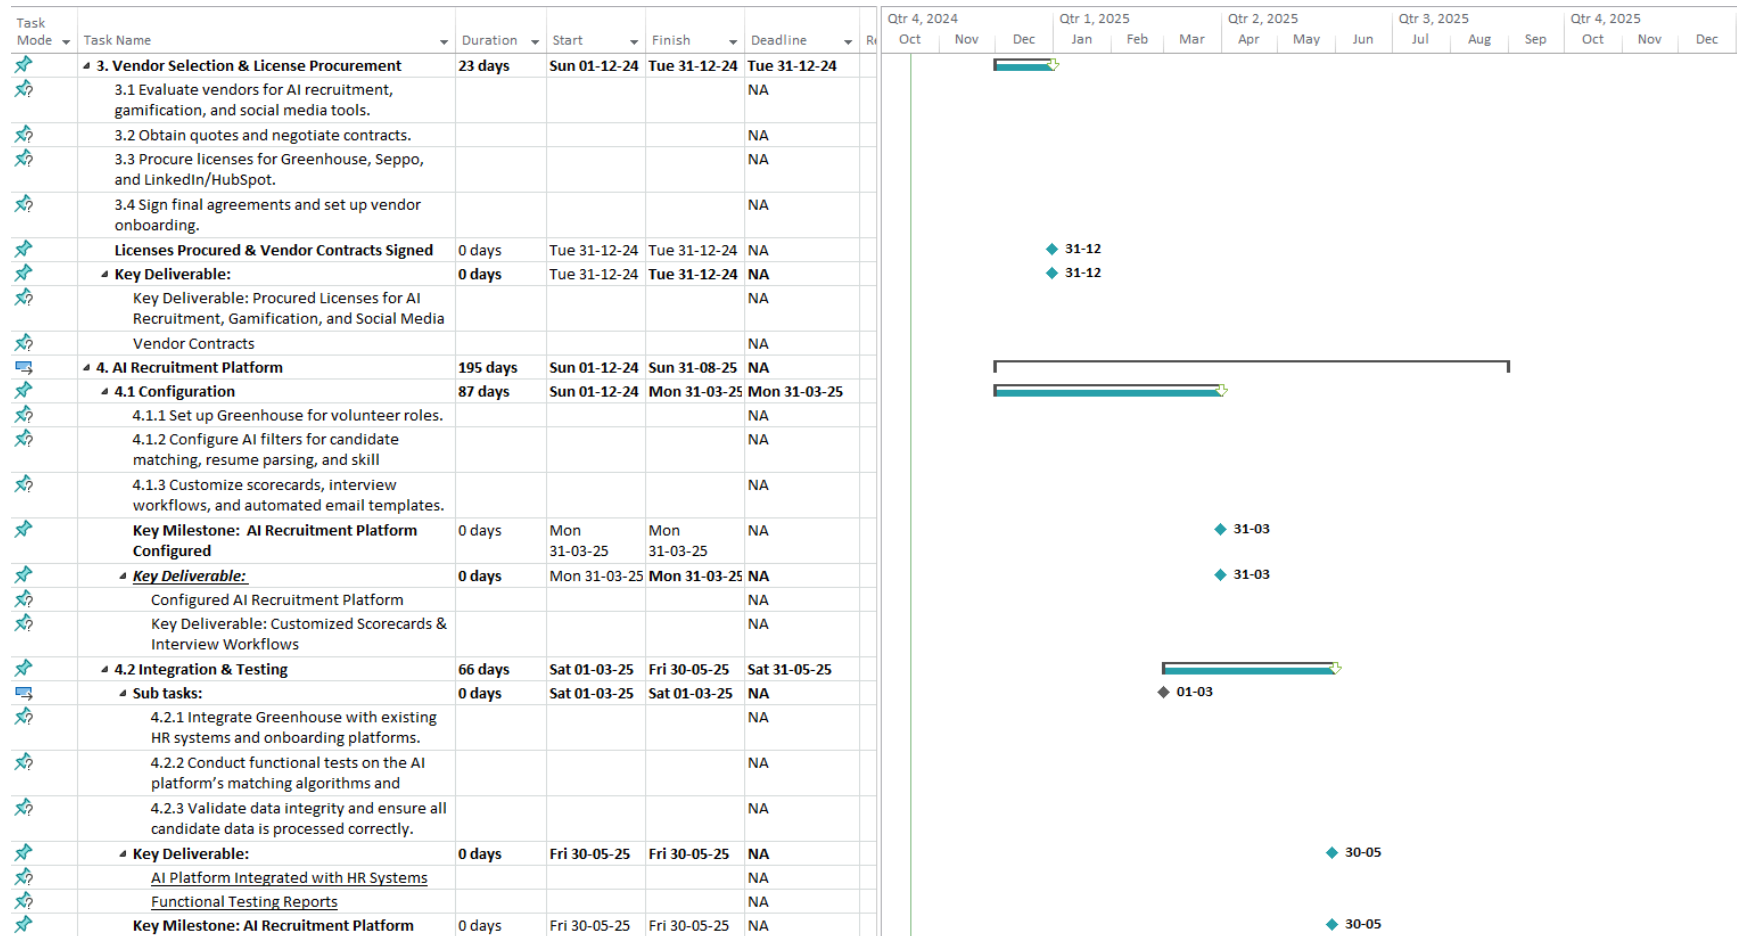 Qtr 4, 2024 Qtr 1, 2025 Qtr 2, 2025 Qtr 3, 2025 Qtr 4, 2025
Task
Mode Task Name Duration Start Finish Deadline Re Oct Nov Dec Jan Feb Mar Apr May Jun Jul Aug Sep Oct Nov Dec
3. Vendor Selection & License Procurement 23 days Sun 01-12-24 Tue 31-12-24 Tue 31-12-24
3.1 Evaluate vendors for AI recruitment, NA
gamification, and social media tools.
3.2 Obtain quotes and negotiate contracts. NA
3.3 Procure licenses for Greenhouse, Seppo, NA
and LinkedIn/HubSpot.
3.4 Sign final agreements and set up vendor NA
onboarding.
Licenses Procured & Vendor Contracts Signed 0 days Tue 31-12-24 Tue 31-12-24 NA 31-12
Key Deliverable: 0 days Tue 31-12-24 Tue 31-12-24 NA 31-12
Key Deliverable: Procured Licenses for AI NA
Recruitment, Gamification, and Social Media
Vendor Contracts NA
4. AI Recruitment Platform 195 days Sun 01-12-24 Sun 31-08-25 NA
4.1 Configuration 87 days Sun 01-12-24 Mon 31-03-25 Mon 31-03-25
4.1.1 Set up Greenhouse for volunteer roles. NA
4.1.2 Configure AI filters for candidate NA
matching, resume parsing, and skill
4.1.3 Customize scorecards, interview NA
workflows, and automated email templates.
Key Milestone: AI Recruitment Platform 0 days Mon Mon NA 31-03
Configured 31-03-25 31-03-25
Key Deliverable: 0 days Mon 31-03-25 Mon 31-03-25 NA 31-03
Configured AI Recruitment Platform NA
Key Deliverable: Customized Scorecards & NA
Interview Workflows
4.2 Integration & Testing 66 days Sat 01-03-25 Fri 30-05-25 Sat 31-05-25
Sub tasks: 0 days Sat 01-03-25 Sat 01-03-25 NA 01-03
4.2.1 Integrate Greenhouse with existing NA
HR systems and onboarding platforms.
4.2.2 Conduct functional tests on the AI NA
platform’s matching algorithms and
4.2.3 Validate data integrity and ensure all NA
candidate data is processed correctly.
Key Deliverable: 0 days Fri 30-05-25 Fri 30-05-25 NA 30-05
AI Platform Integrated with HR Systems NA
Functional Testing Reports NA
Key Milestone: AI Recruitment Platform 0 days Fri 30-05-25 Fri 30-05-25 NA 30-05